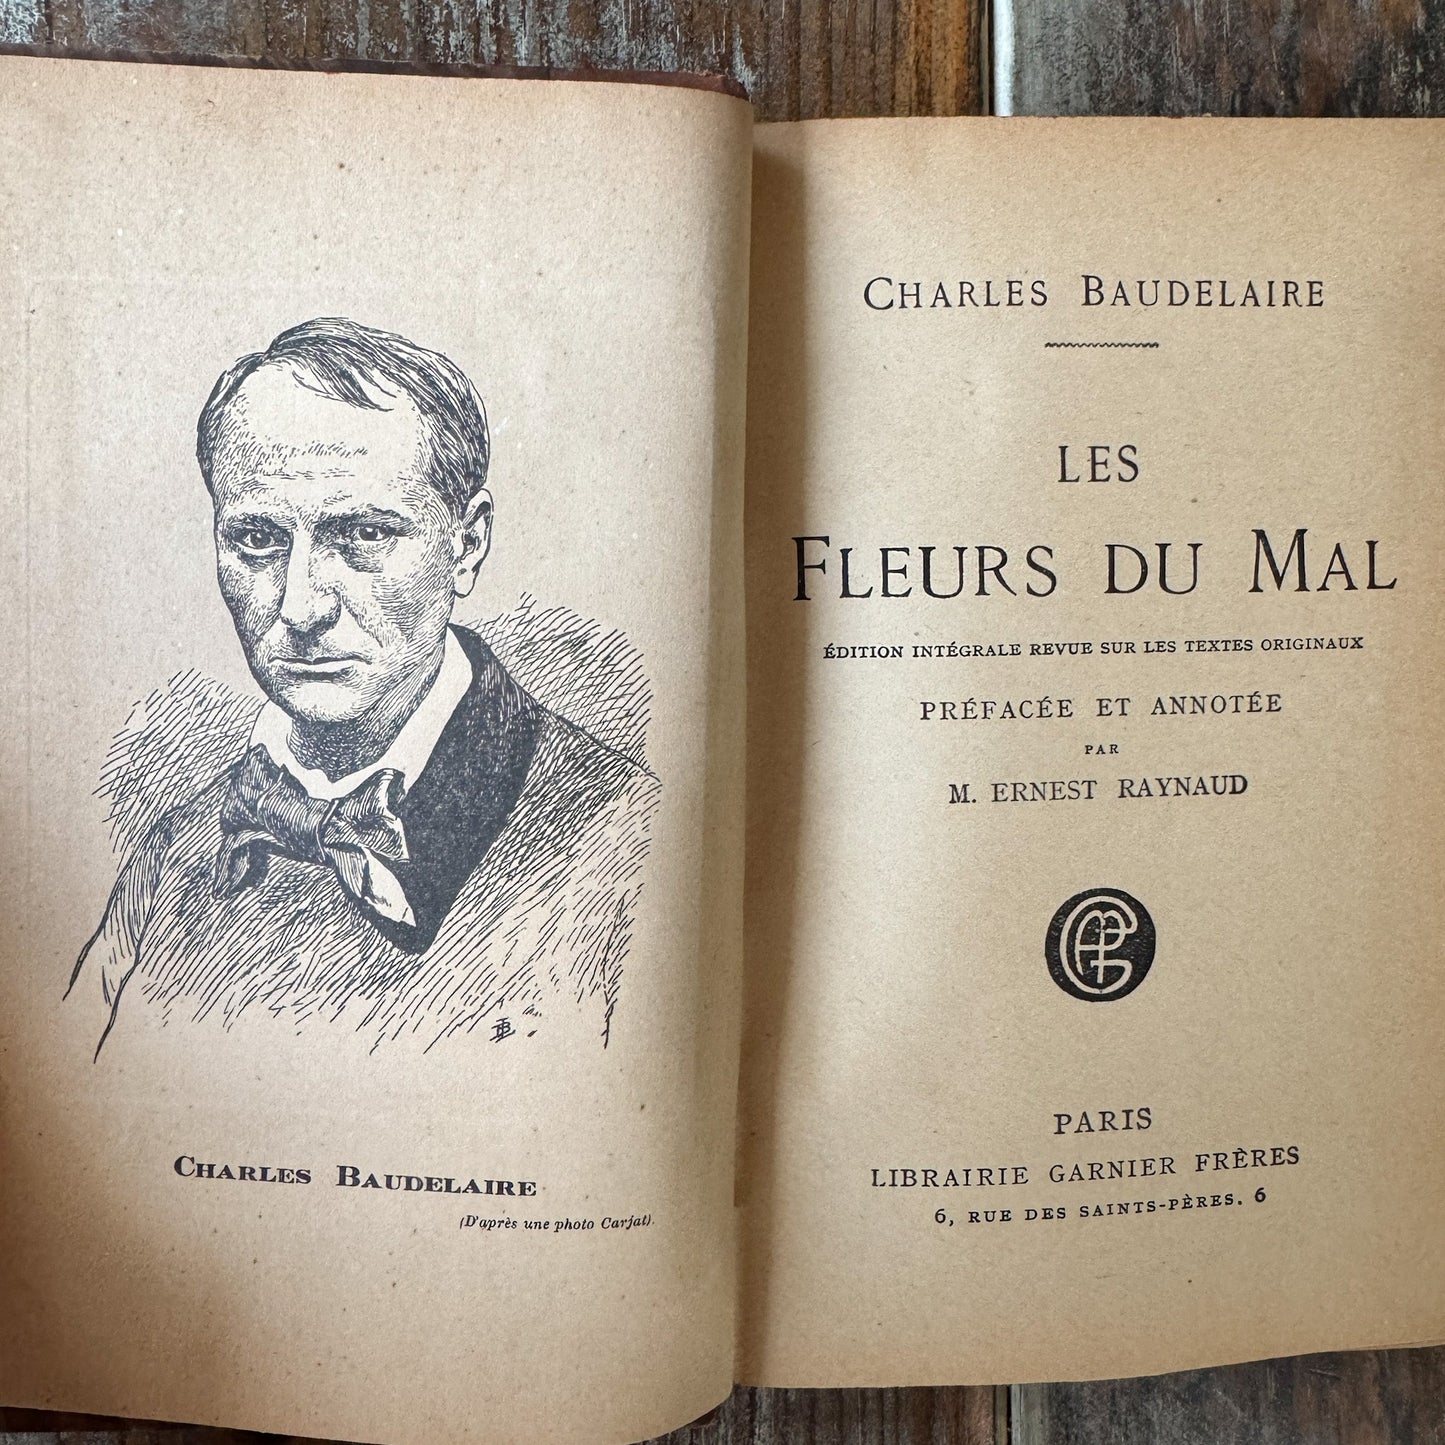 CHARLES BAUDELAIRE
(D'après une photo Carjat).
CHARLES BAUDELAIRE
LES
FLEURS DU MAL
ÉDITION INTÉGRALE REVUE SUR LES TEXTES ORIGINAUX
PRÉFACÉE ET ANNOTÉE
PAR
M. ERNEST RAYNAUD
PARIS
LIBRAIRIE GARNIER FRÈRES
6, RUE DES SAINTS-PÈRES. 6